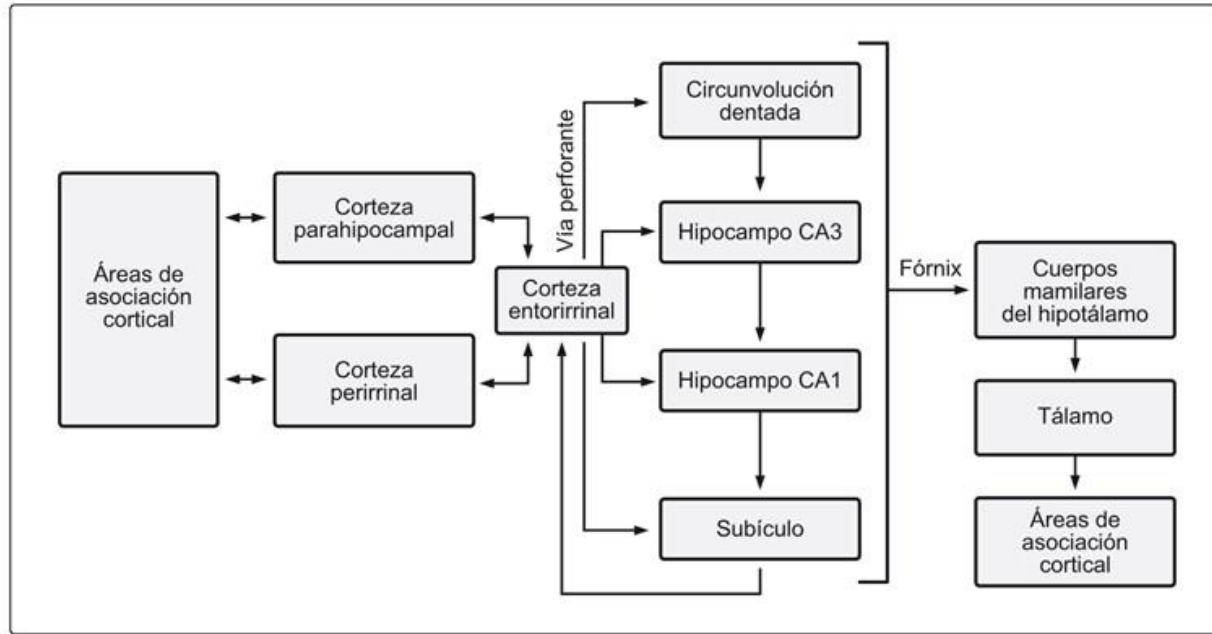 Áreas de
asociación
cortical
Corteza
parahipocampal
Corteza
perirrinal
Corteza
entorirrinal
Vía perforante
Circunvolución
dentada
Hipocampo CA3
Hipocampo CA1
Subículo
Fórnix
Cuerpos
mamilares
del hipotálamo
Tálamo
Áreas de
asociación
cortical